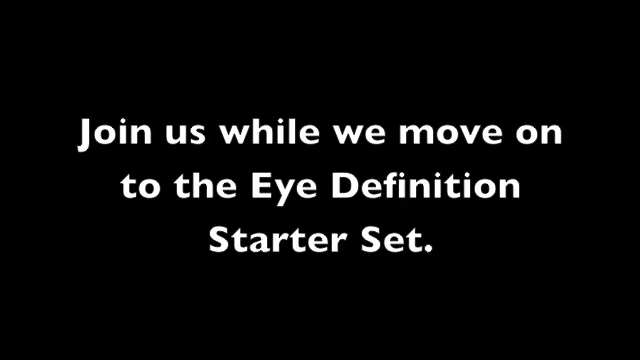 Join us while we move on
to the Eye Definition
Starter Set.